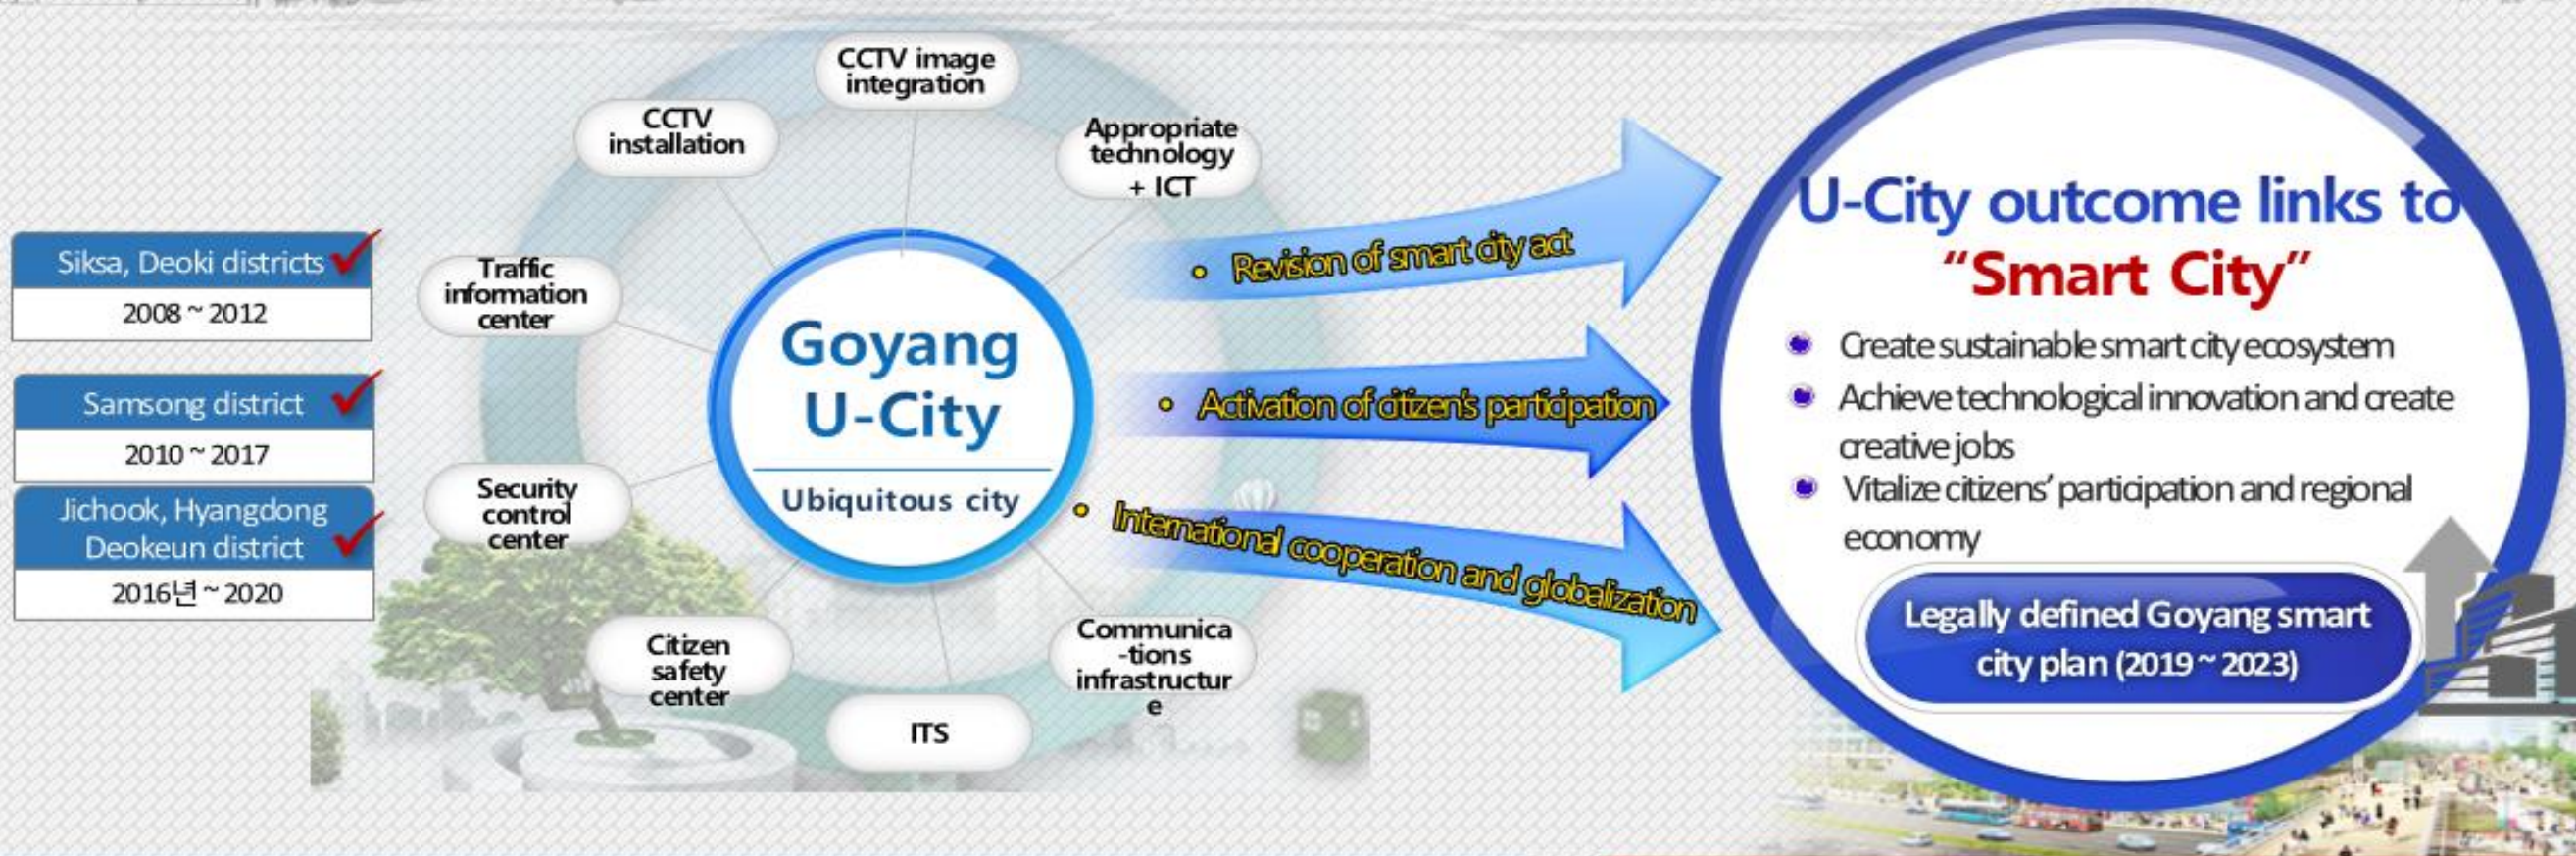 Siksa, Deoki districts
2008 ~ 2012
Samsong district
2010 ~ 2017
Jichook, Hyangdong
Deokeun district
2016년 ~ 2020
CCTV image
integration
CCTV
installation
Appropriate
technology
+ ICT
Traffic
information
center
Security
control
center
Citizen
safety
center
ITS
Communica
-tions
infrastructur
e
Goyang
U-City
Ubiquitous city
• Revision of smart city act
• Activation of citizen's participation
• International cooperation and globalization
U-City outcome links to
“Smart City”
Create sustainable smart city ecosystem
Achieve technological innovation and create
creative jobs
Vitalize citizens’ participation and regional
economy
Legally defined Goyang smart
city plan (2019 ~ 2023)